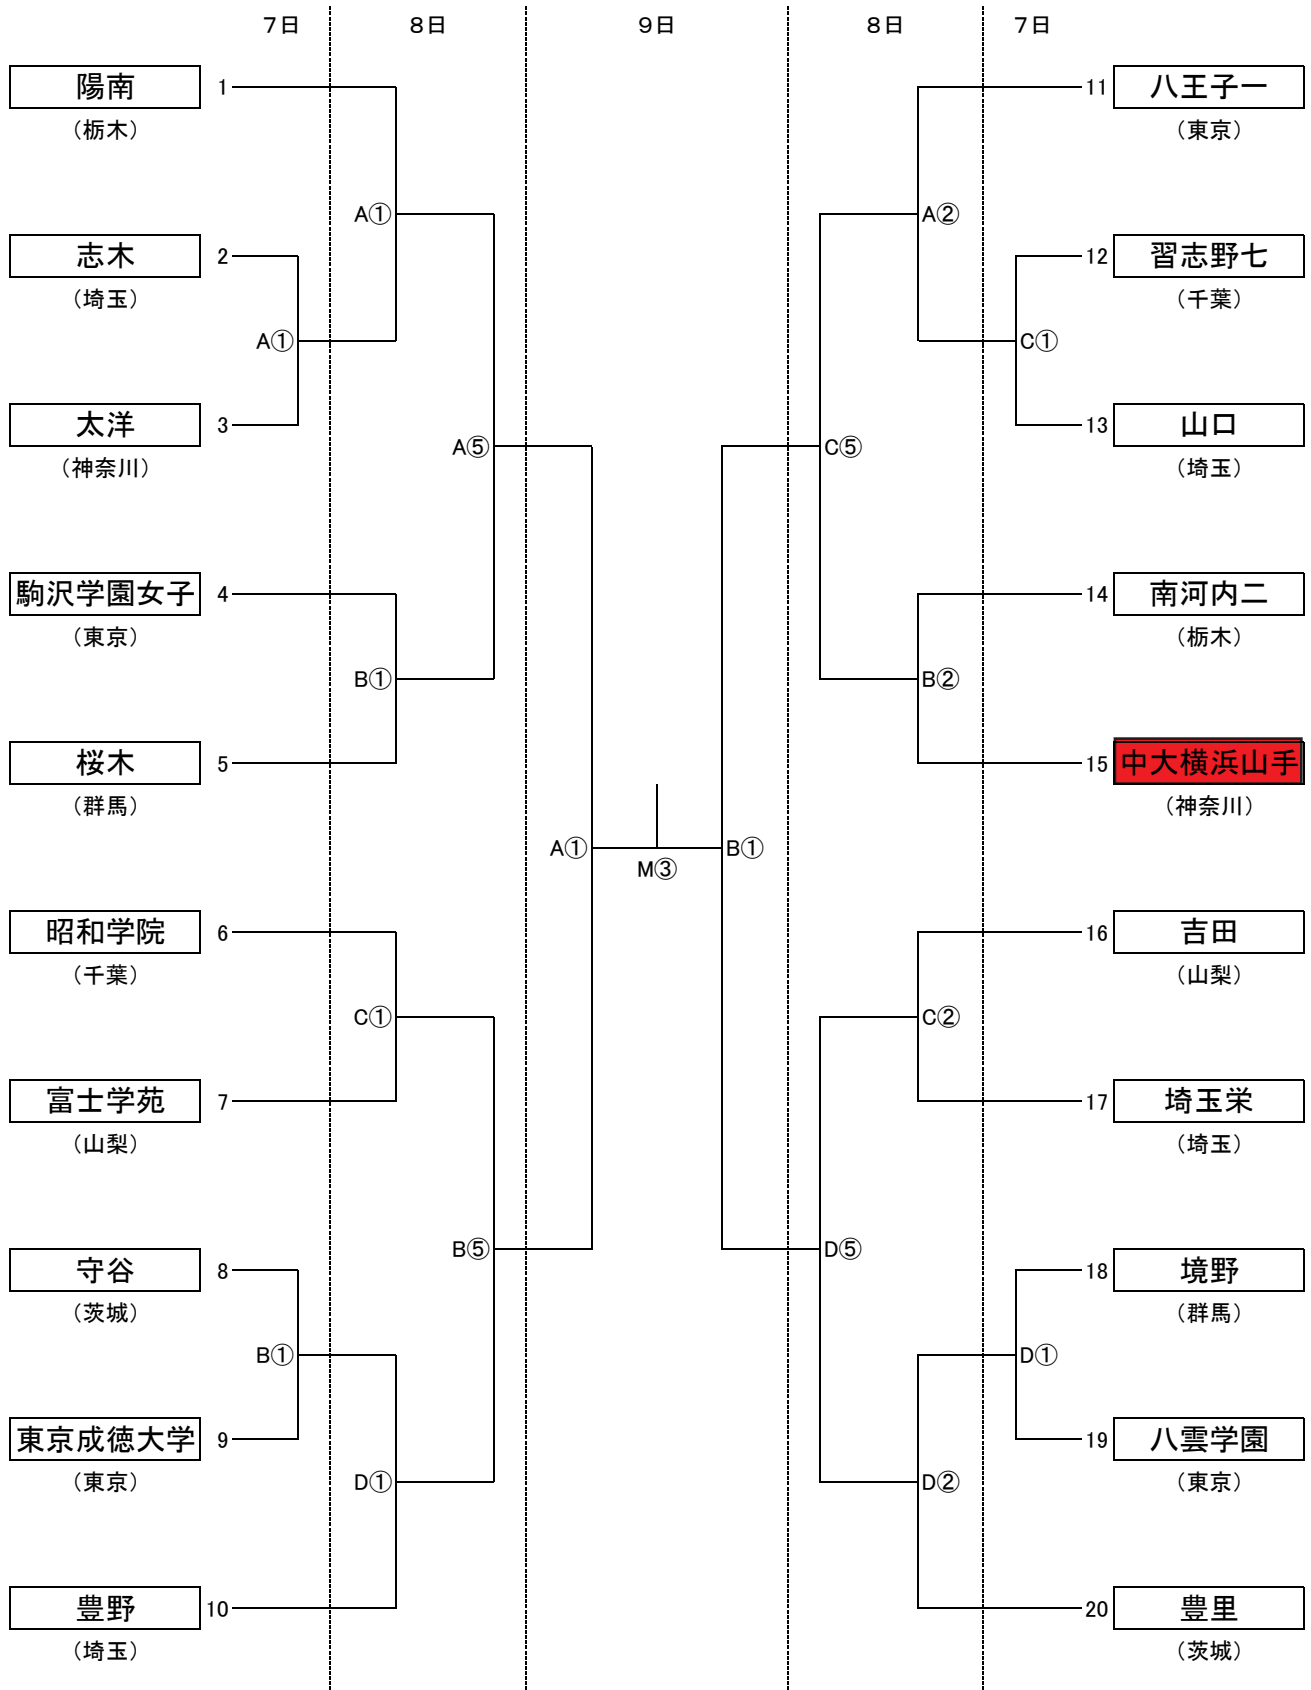 7日 8日 9日 8日 7日
陽南 1
(栃木)
A①
志木 2
(埼玉)
A①
太洋 3
(神奈川)
A⑤
駒沢学園女子 4
(東京)
B①
桜木 5
(群馬)
A①
M③
昭和学院 6
(千葉)
C①
富士学苑 7
(山梨)
B⑤
守谷 8
(茨城)
B①
東京成徳大学 9
(東京)
D①
豊野 10
(埼玉)
11 八王子一
(東京)
A②
12 習志野七
(千葉)
C①
13 山口
(埼玉)
C⑤
14 南河内二
(栃木)
B②
15 中大横浜山手
(神奈川)
B①
16 吉田
(山梨)
C②
17 埼玉栄
(埼玉)
D⑤
18 境野
(群馬)
D①
19 八雲学園
(東京)
D②
20 豊里
(茨城)